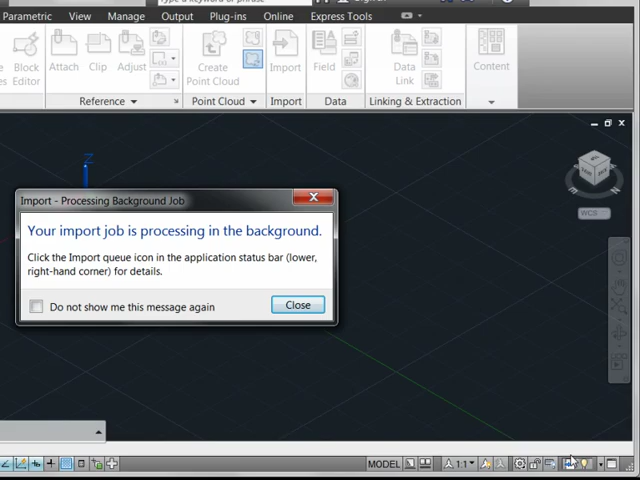 Parametric View Manage Output Plug-ins Online Express Tools
Block Editor
Attach Clip Adjust
Create Point Cloud
Import
Field
Data Link
Content
Reference Point Cloud Import Data Linking & Extraction
Z
WCS
Import - Processing Background Job
Your import job is processing in the background.
Click the Import queue icon in the application status bar (lower,
right-hand corner) for details.
Do not show me this message again
Close
MODEL
1:1